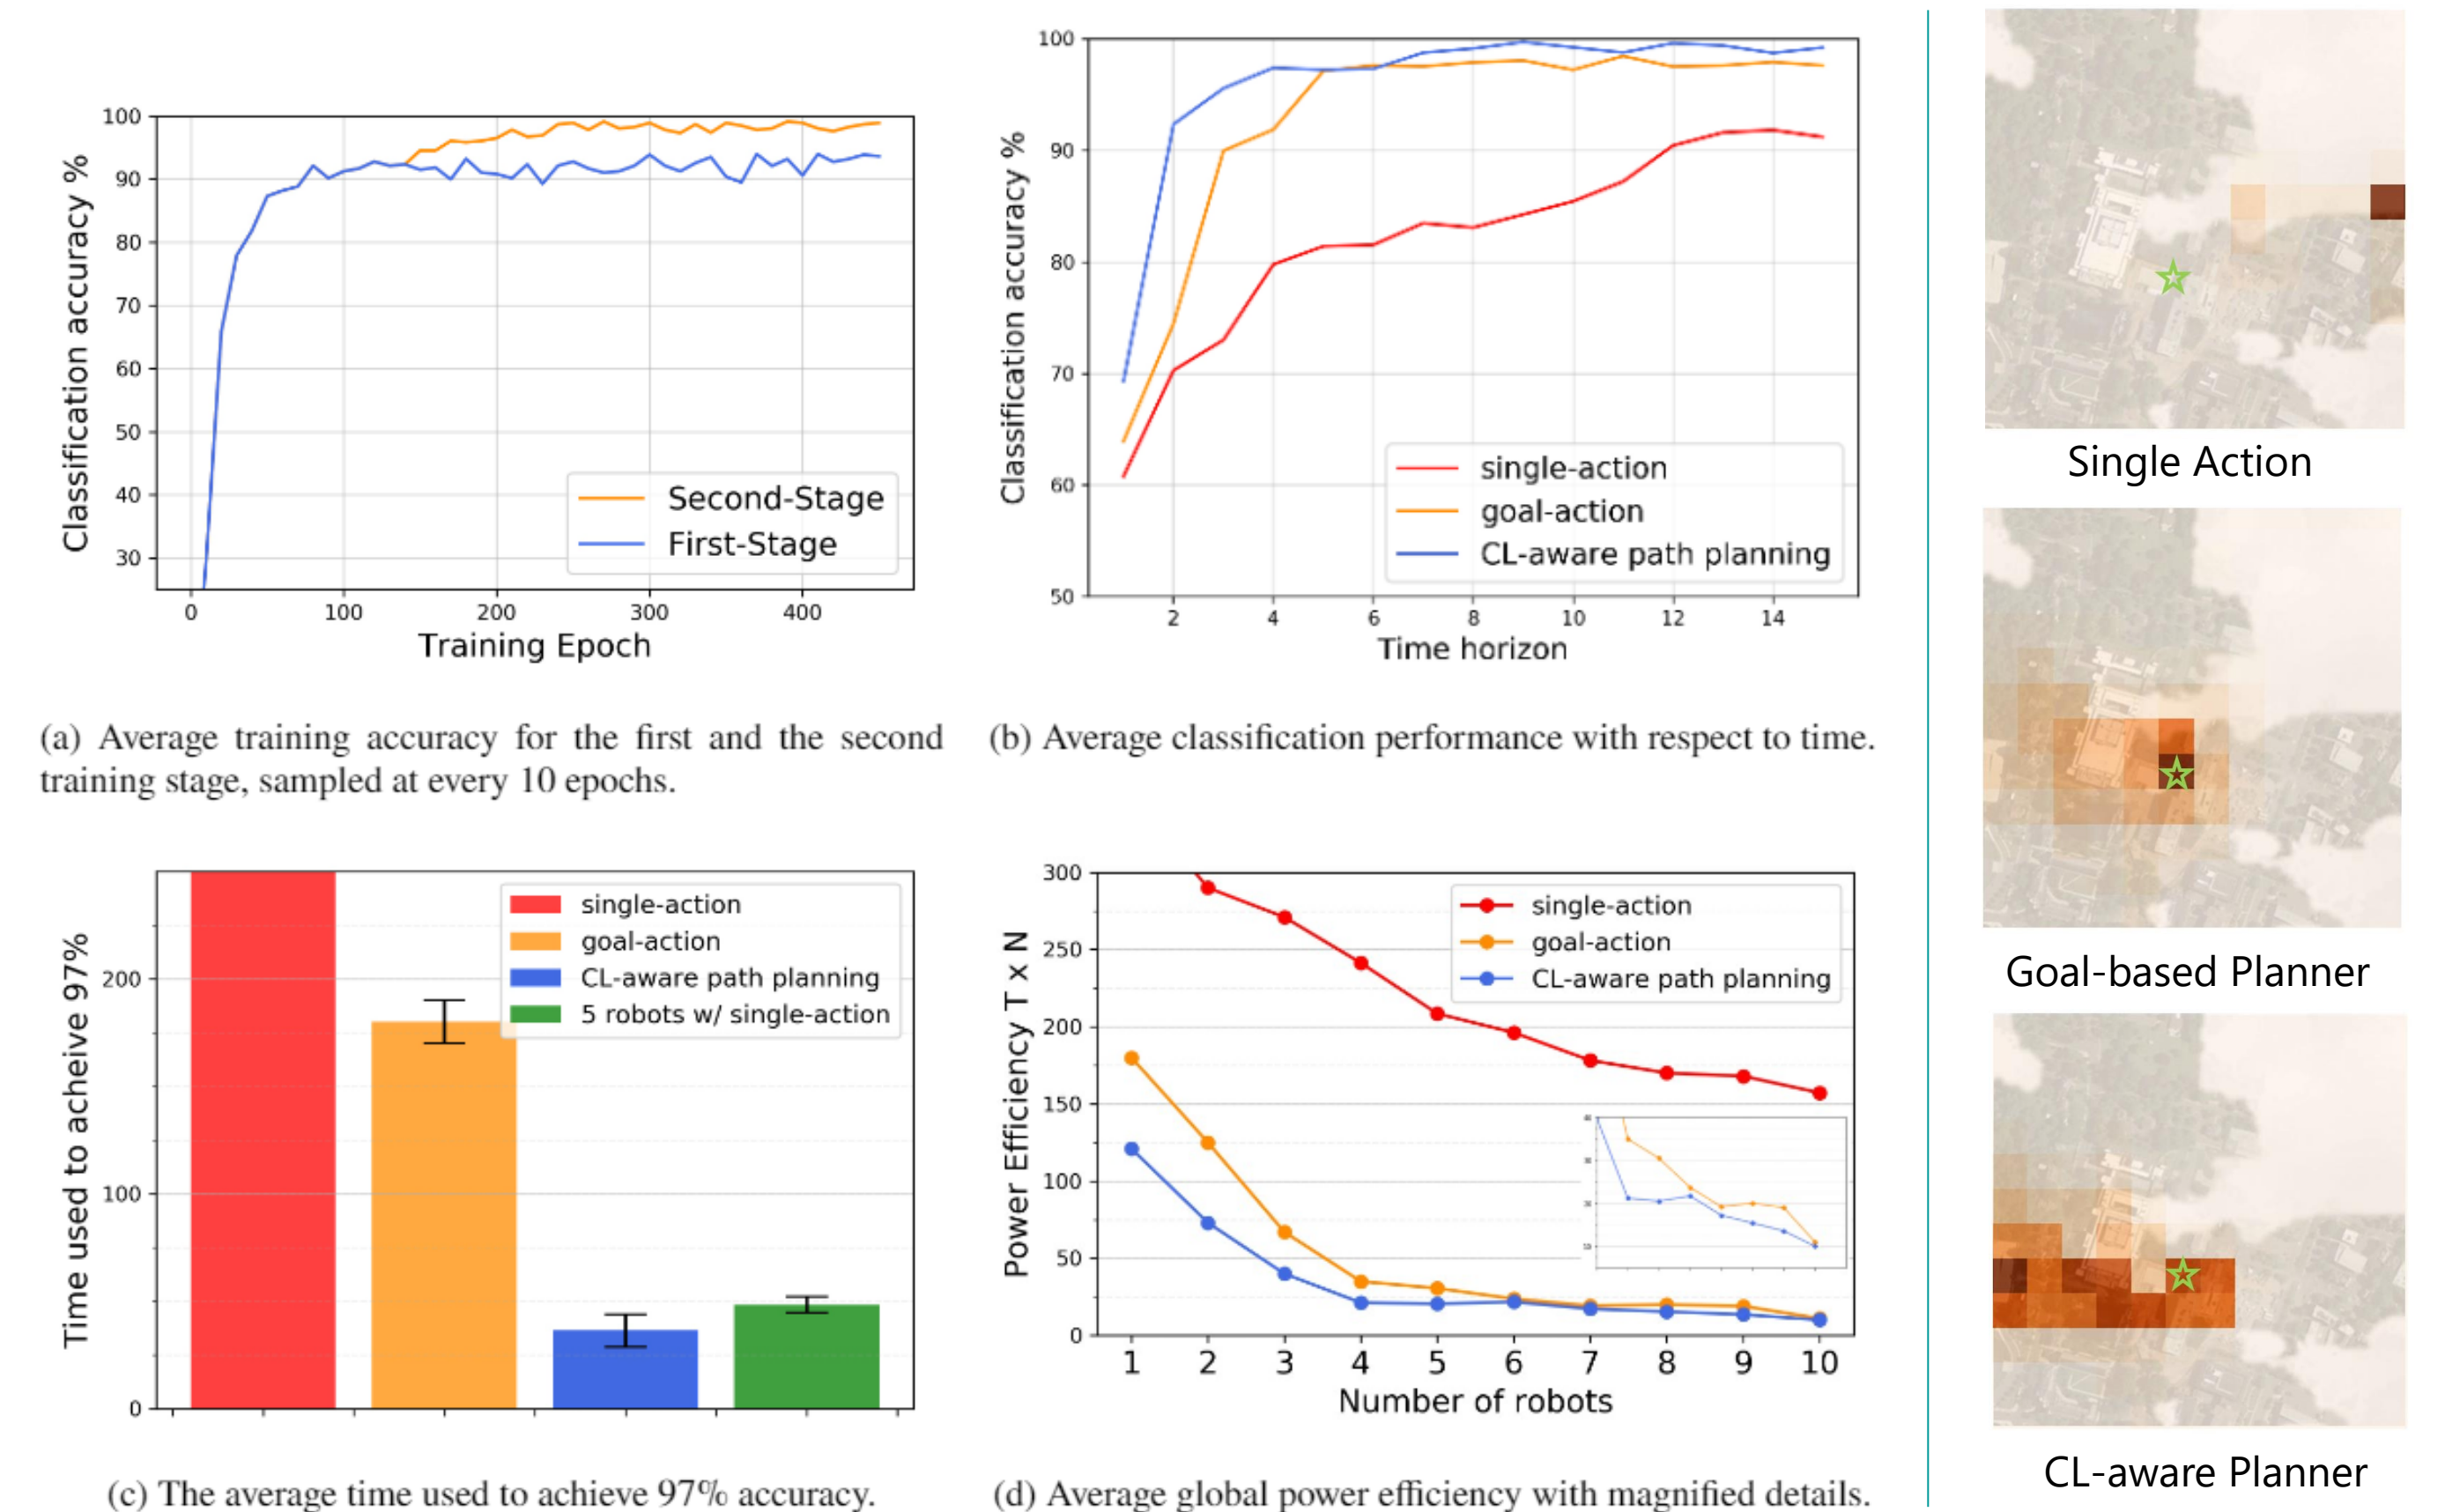 100
90
80
70
60
50
40
30
Classification accuracy %
Second-Stage
First-Stage
0 100 200 300 400
Training Epoch
(a) Average training accuracy for the first and the second
training stage, sampled at every 10 epochs.
100
90
80
70
60
50
Classification accuracy %
single-action
goal-action
CL-aware path planning
2 4 6 8 10 12 14
Time horizon
(b) Average classification performance with respect to time.
200
100
0
Time used to acheive 97%
single-action
goal-action
CL-aware path planning
5 robots w/ single-action
(c) The average time used to achieve 97% accuracy.
300
250
200
150
100
50
0
Power Efficiency T x N
single-action
goal-action
CL-aware path planning
1 2 3 4 5 6 7 8 9 10
Number of robots
(d) Average global power efficiency with magnified details.
Single Action
Goal-based Planner
CL-aware Planner